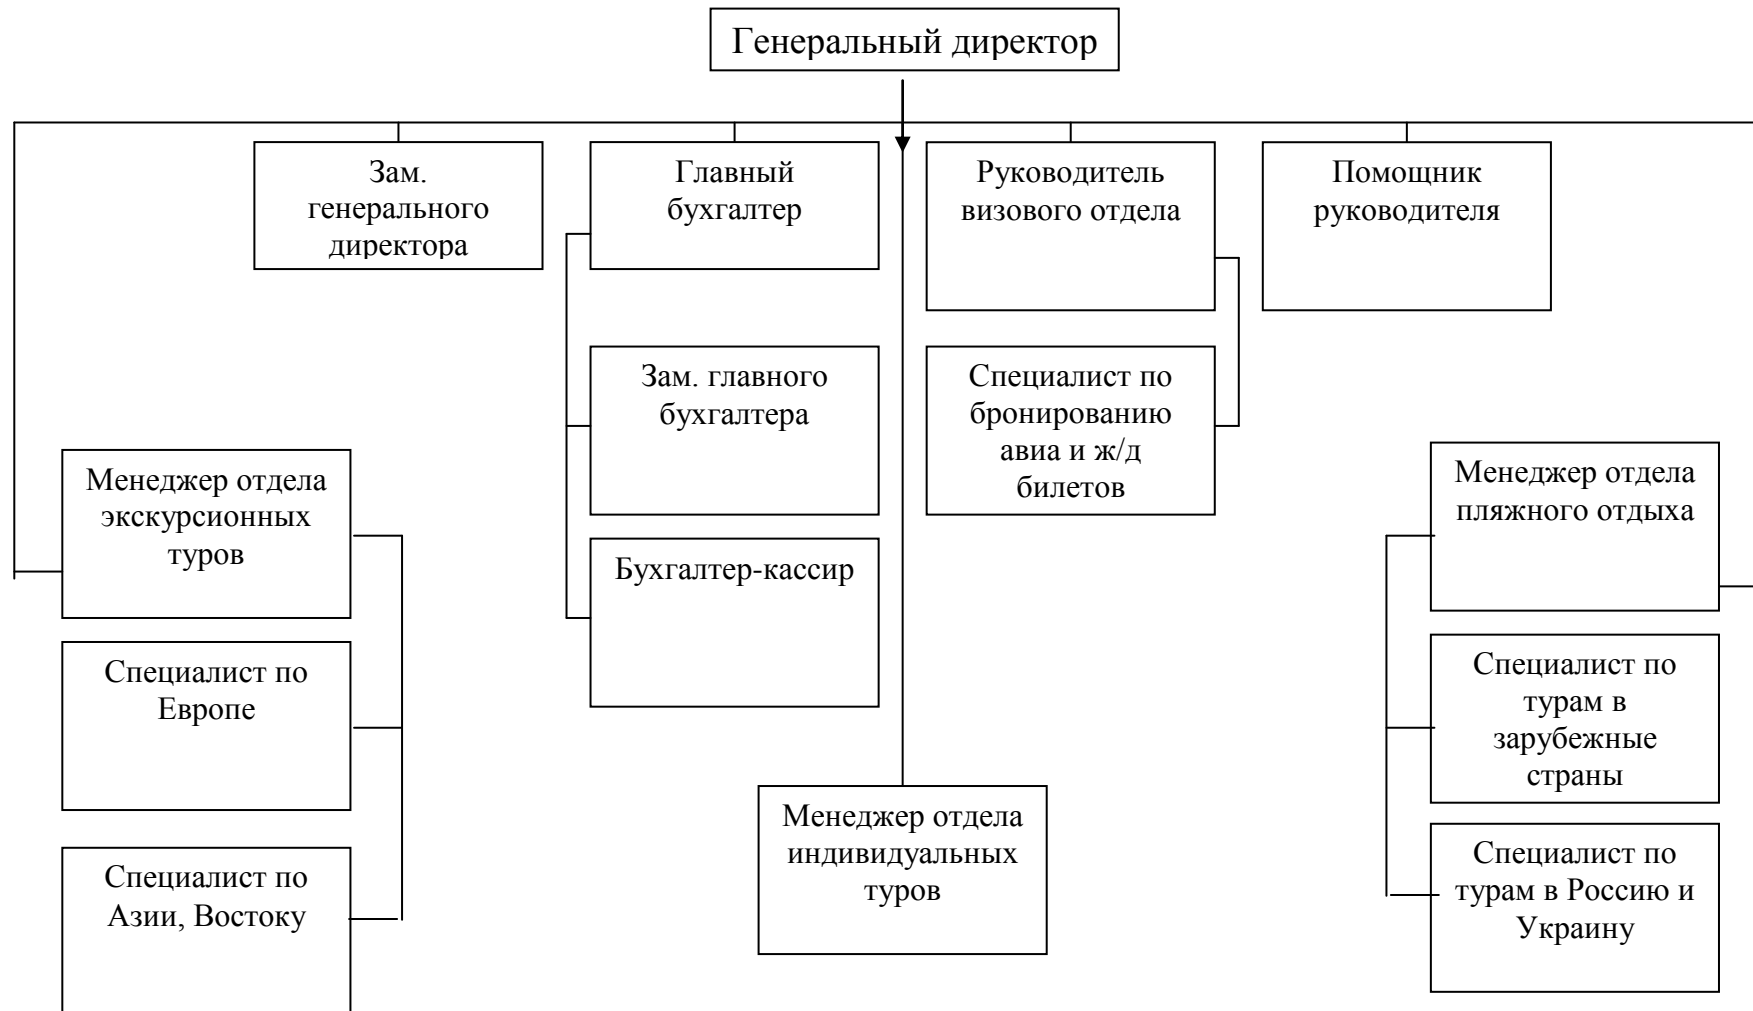 Генеральный директор
Зам.
генерального
директора
Главный
бухгалтер
Руководитель
визового отдела
Помощник
руководителя
Зам. главного
бухгалтера
Специалист по
бронированию
авиа и ж/д
билетов
Менеджер отдела
экскурсионных
туров
Менеджер отдела
пляжного отдыха
Бухгалтер-кассир
Специалист по
Европе
Специалист по
турам в
зарубежные
страны
Менеджер отдела
индивидуальных
туров
Специалист по
Азии, Востоку
Специалист по
турам в Россию и
Украину